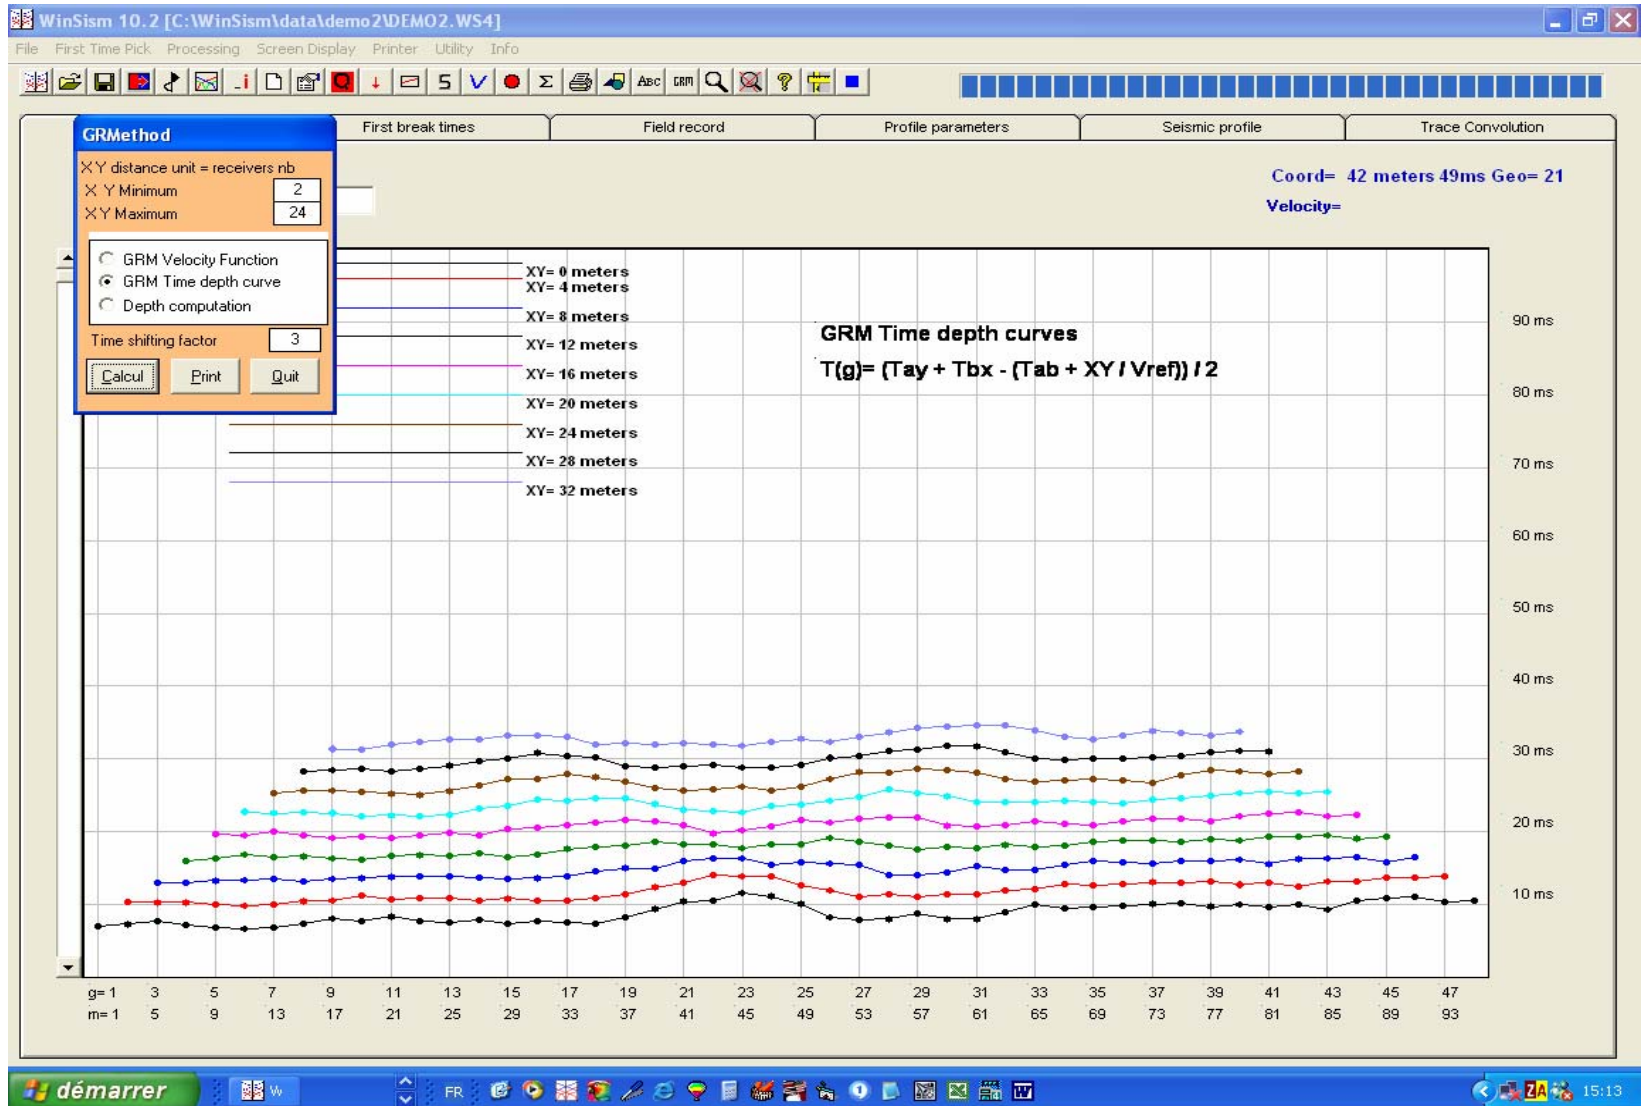 WinSism 10.2 [C:\WinSism\data\demo2\DEMO2.WS4]
File First Time Pick Processing Screen Display Printer Utility Info
ABC GRM
GRMethod
First break times
Field record
Profile parameters
Seismic profile
Trace Convolution
X Y distance unit = receivers nb
X Y Minimum 2
X Y Maximum 24
GRM Velocity Function
GRM Time depth curve
Depth computation
Time shifting factor 3
Calcul Print Quit
Coord= 42 meters 49ms Geo= 21
Velocity=
XY= 0 meters
XY= 4 meters
XY= 8 meters
XY= 12 meters
XY= 16 meters
XY= 20 meters
XY= 24 meters
XY= 28 meters
XY= 32 meters
GRM Time depth curves
T(g)= (Tay + Tbx - (Tab + XY / Vref)) / 2
90 ms
80 ms
70 ms
60 ms
50 ms
40 ms
30 ms
20 ms
10 ms
g= 1 3 5 7 9 11 13 15 17 19 21 23 25 27 29 31 33 35 37 39 41 43 45 47
m= 1 5 9 13 17 21 25 29 33 37 41 45 49 53 57 61 65 69 73 77 81 85 89 93
démarrer W FR ZA 15:13